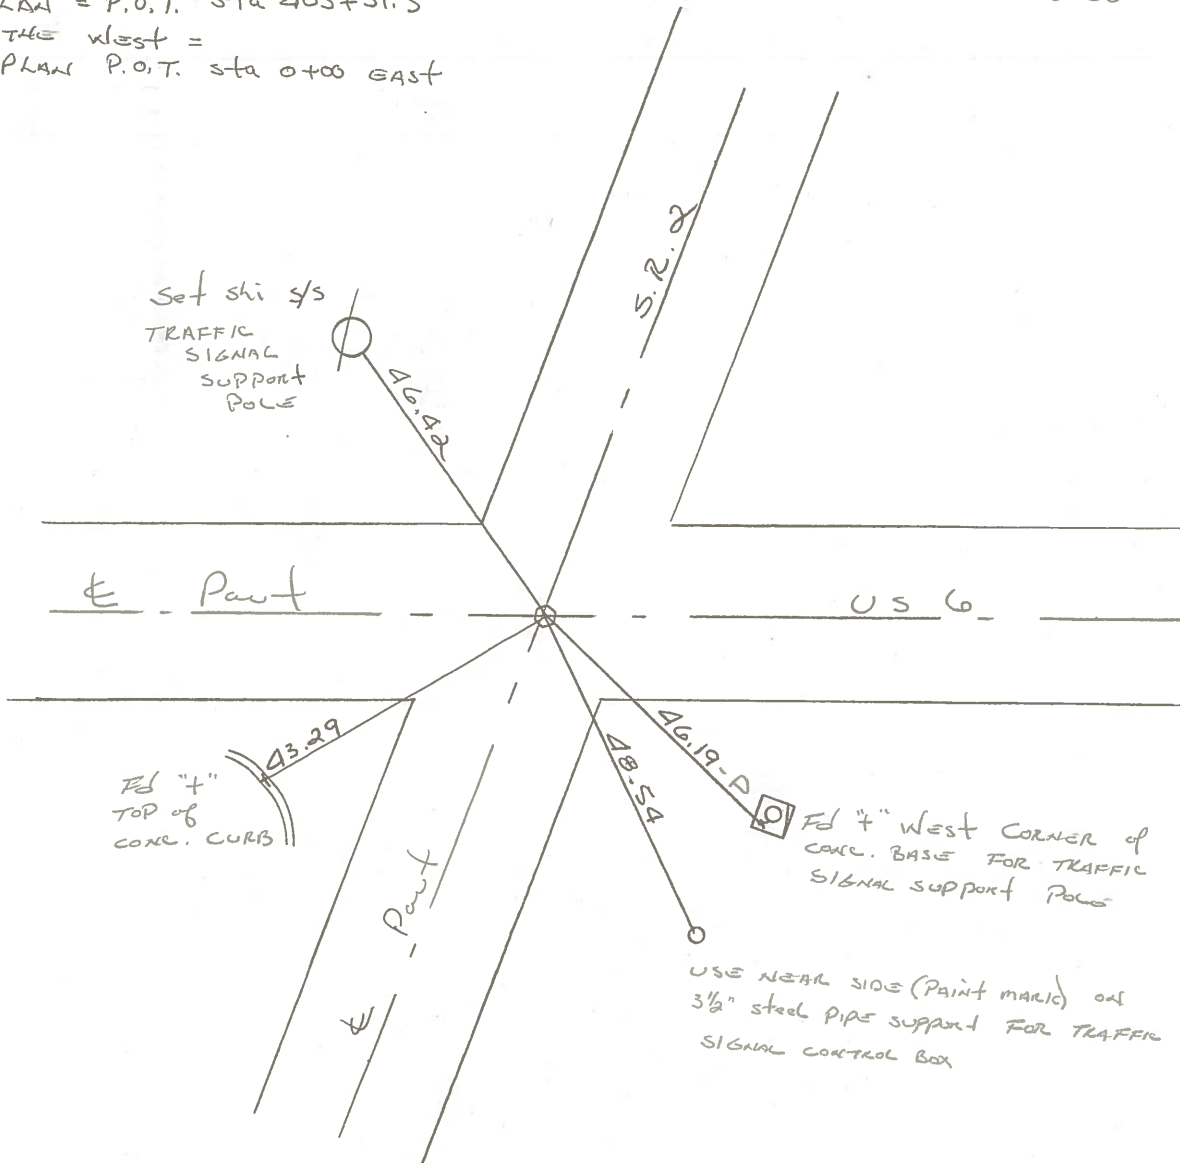 = P.O.T. sta
THE West =
PLAN P.O.T. sta 0+00 EAST
S.R. 2
Set shi s/s
TRAFFIC
SIGNAL
SUPPORT
POLE
46.42
℄ Pav't
US 6
43.29
Fd "+"
TOP of
CONC. CURB
48.54
46.19-D
Fd "+" West CORNER of
CONC. BASE FOR TRAFFIC
SIGNAL SUPPORT Pole
℄ Pav't
USE NEAR SIDE (PAINT MARK) ON
3½" steel PIPE support FOR TRAFFIC
SIGNAL CONTROL BOX